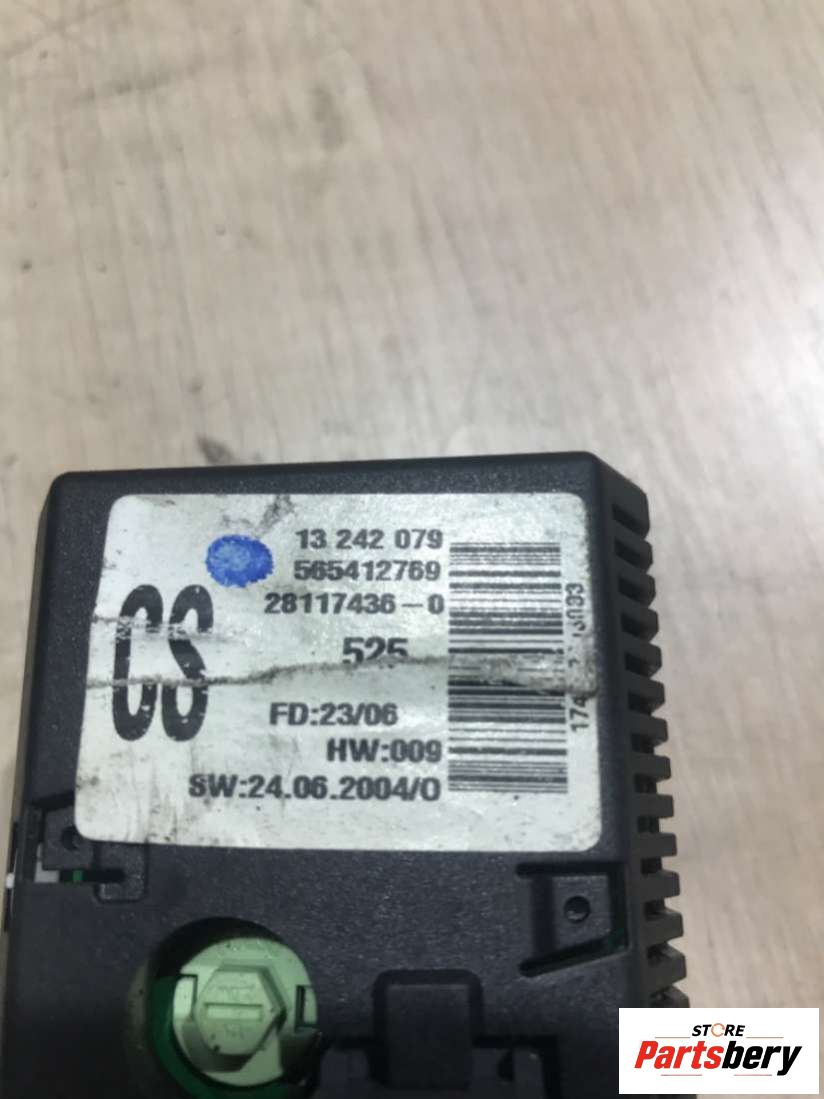 13 242 079
565412769
28117436-0
CS
525
FD:23/06
HW:009
SW:24.06.2004/0
STORE
Partsbery